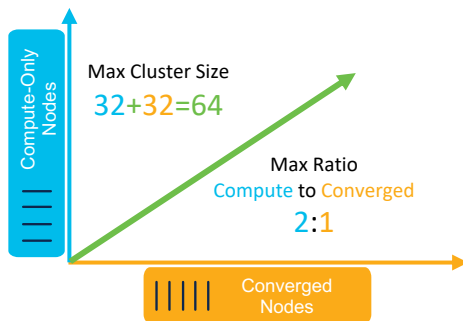 Compute-Only
Nodes
Max Cluster Size
32+32=64
Max Ratio
Compute to Converged
2:1
Converged
Nodes